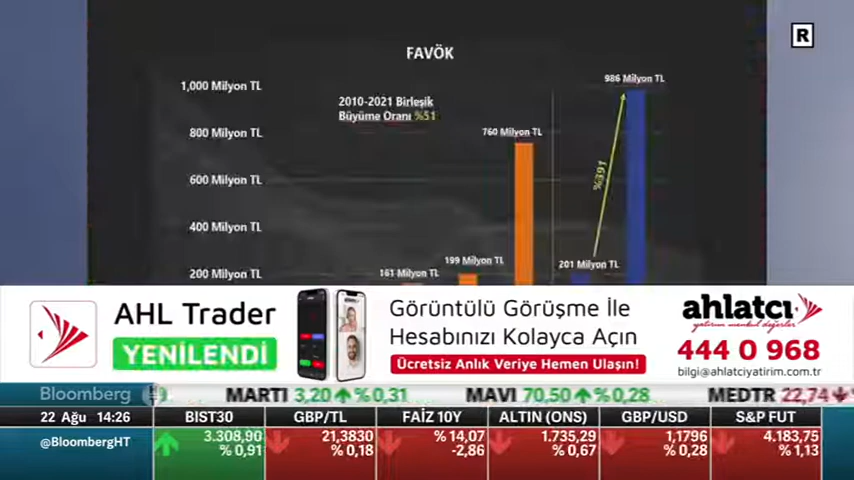 R
FAVÖK
1,000 Milyon TL
986 Milyon TL
2010-2021 Birleşik
Büyüme Oranı %51
800 Milyon TL
760 Milyon TL
600 Milyon TL
%391
400 Milyon TL
200 Milyon TL
161 Milyon TL
199 Milyon TL
201 Milyon TL
AHL Trader
YENİLENDİ
Görüntülü Görüşme İle
Hesabınızı Kolayca Açın
Ücretsiz Anlık Veriye Hemen Ulaşın!
ahlatcı
yatırım menkul değerler
444 0 968
bilgi@ahlatciyatirim.com.tr
Bloomberg MARTI 3,20 %0,31 MAVI 70,50 %0,28 MEDTR 22,74
22 Ağu 14:26 BIST30 GBP/TL FAİZ 10Y ALTIN (ONS) GBP/USD S&P FUT
@BloombergHT 3.308,90 21,3830 %14,07 1.735,29 1,1796 4.183,75
%0,91 %0,18 -2,86 %0,67 %0,28 %1,13